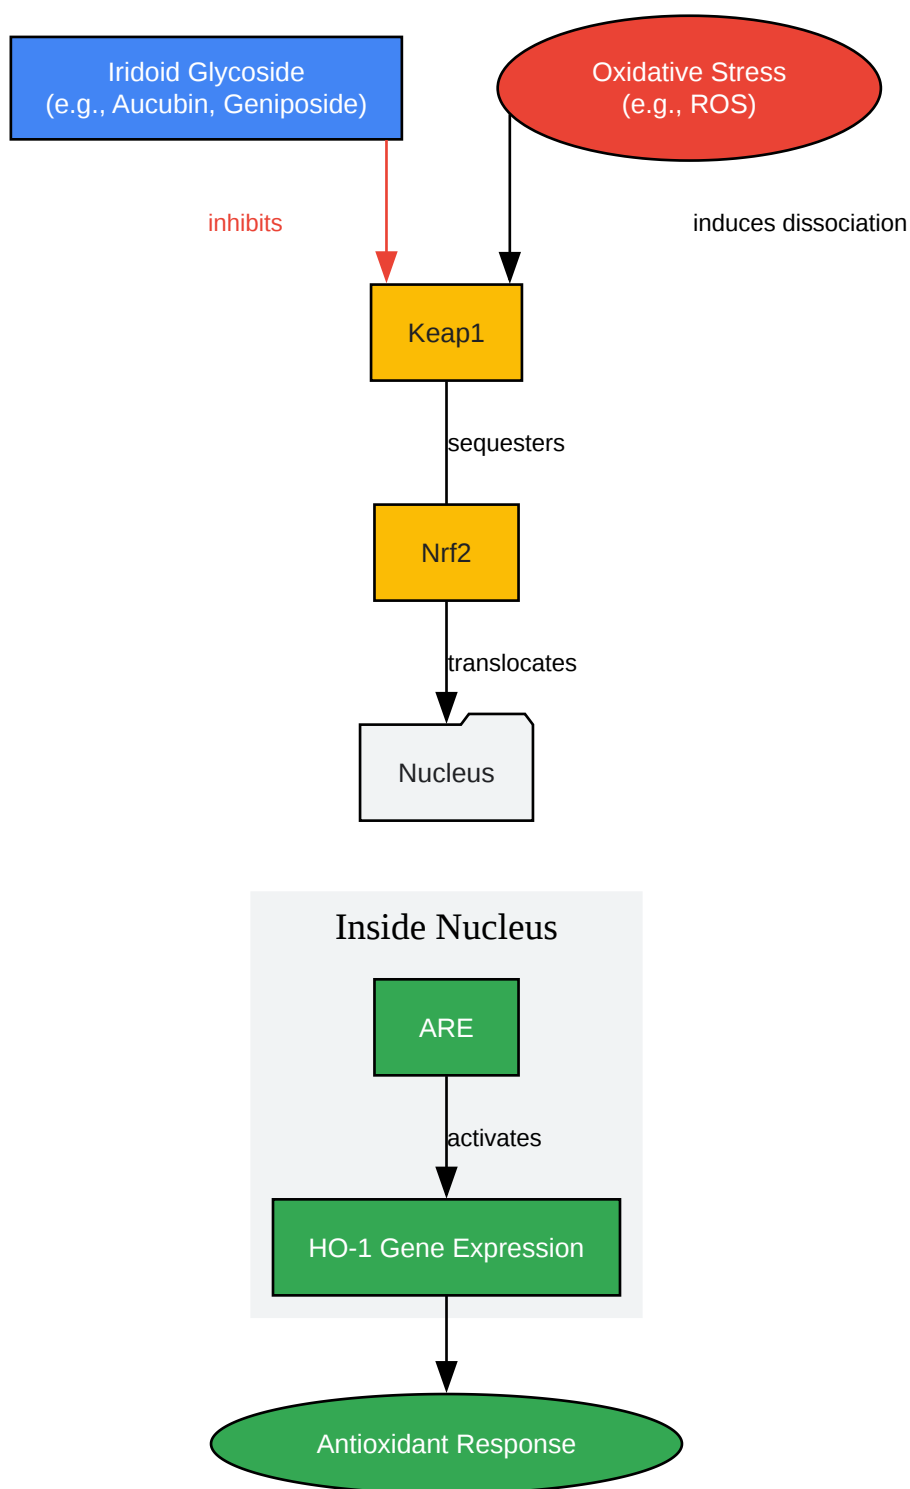 Iridoid Glycoside
(e.g., Aucubin, Geniposide)
Oxidative Stress
(e.g., ROS)
inhibits
induces dissociation
Keap1
sequesters
Nrf2
translocates
Nucleus
Inside Nucleus
ARE
activates
HO-1 Gene Expression
Antioxidant Response